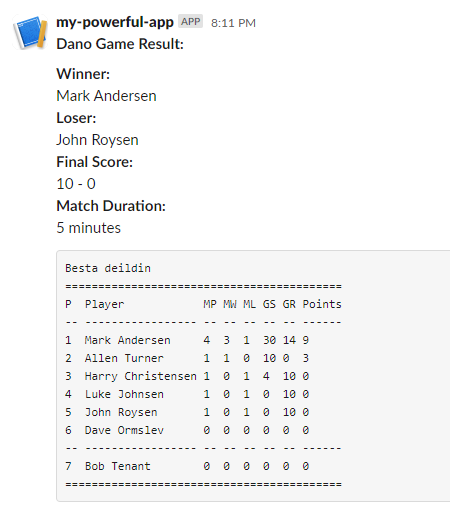 my-powerful-app APP 8:11 PM
Dano Game Result:
Winner:
Mark Andersen
Loser:
John Roysen
Final Score:
10 - 0
Match Duration:
5 minutes
Besta deildin
==========================================
P  Player            MP MW ML GS GR Points
-- ----------------- -- -- -- -- -- ------
1  Mark Andersen     4  3  1  30 14 9
2  Allen Turner      1  1  0  10 0  3
3  Harry Christensen 1  0  1  4  10 0
4  Luke Johnsen      1  0  1  0  10 0
5  John Roysen       1  0  1  0  10 0
6  Dave Ormslev      0  0  0  0  0  0
-- ----------------- -- -- -- -- -- ------
7  Bob Tenant        0  0  0  0  0  0
==========================================